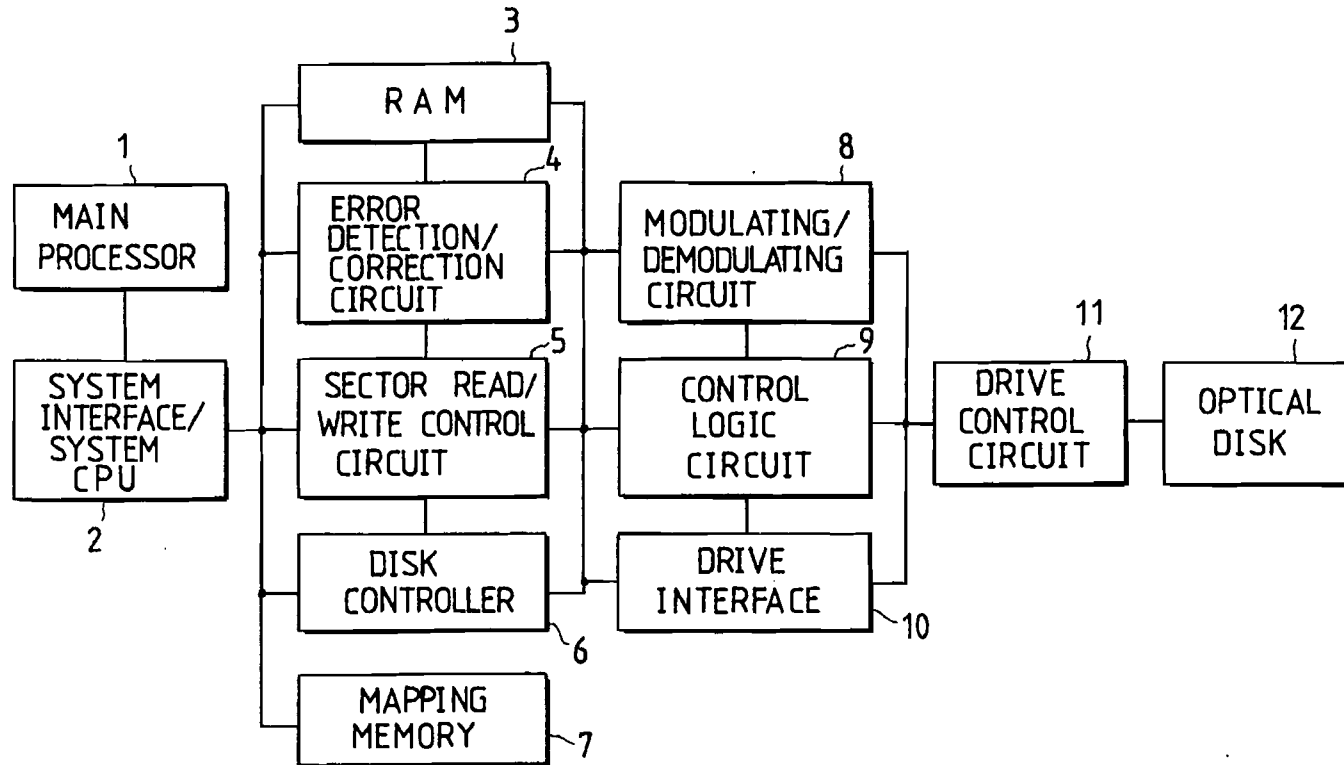 3
RAM
1
MAIN
PROCESSOR
4
ERROR
DETECTION/
CORRECTION
CIRCUIT
8
MODULATING/
DEMODULATING
CIRCUIT
SYSTEM
INTERFACE/
SYSTEM
CPU
2
5
SECTOR READ/
WRITE CONTROL
CIRCUIT
9
CONTROL
LOGIC
CIRCUIT
11
DRIVE
CONTROL
CIRCUIT
12
OPTICAL
DISK
DISK
CONTROLLER
6
DRIVE
INTERFACE
10
MAPPING
MEMORY
7